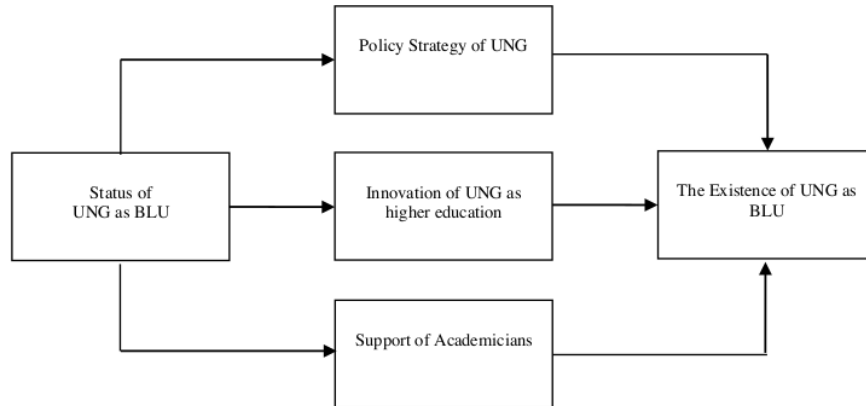 Policy Strategy of UNG
Status of
UNG as BLU
Innovation of UNG as
higher education
The Existence of UNG as
BLU
Support of Academicians